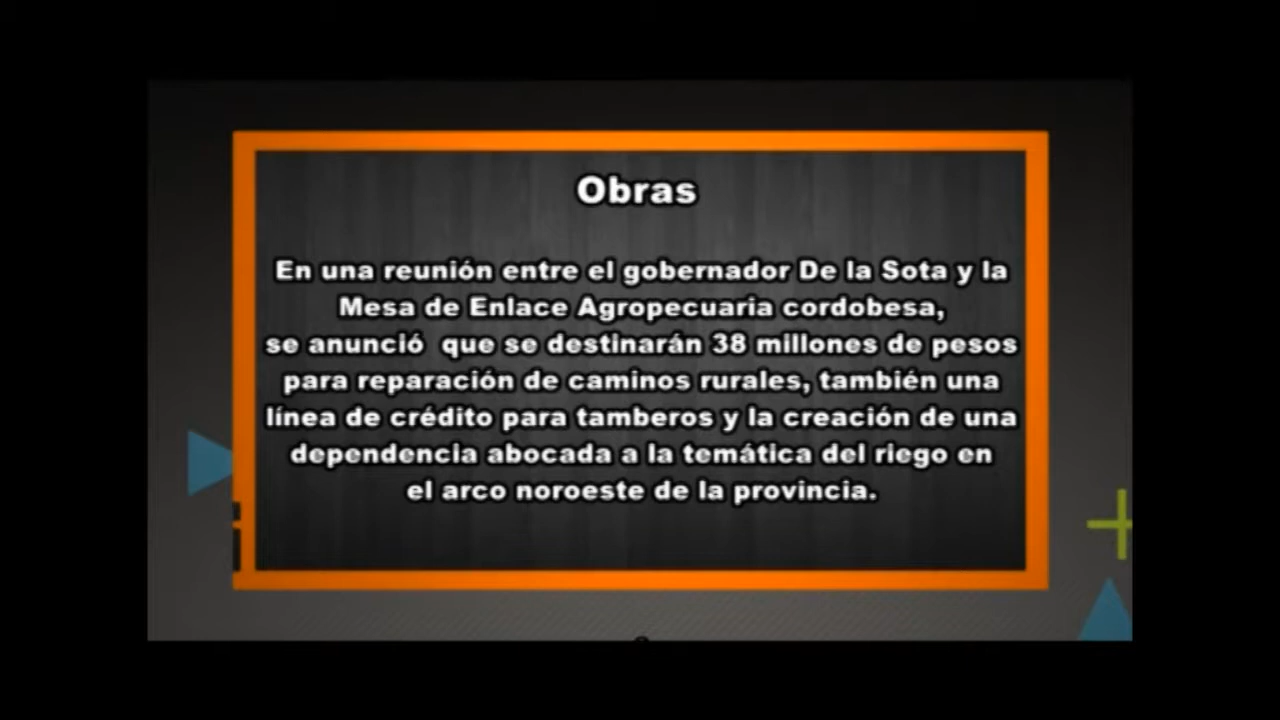 Obras
En una reunión entre el gobernador De la Sota y la
Mesa de Enlace Agropecuaria cordobesa,
se anunció  que se destinarán 38 millones de pesos
para reparación de caminos rurales, también una
línea de crédito para tamberos y la creación de una
dependencia abocada a la temática del riego en
el arco noroeste de la provincia.